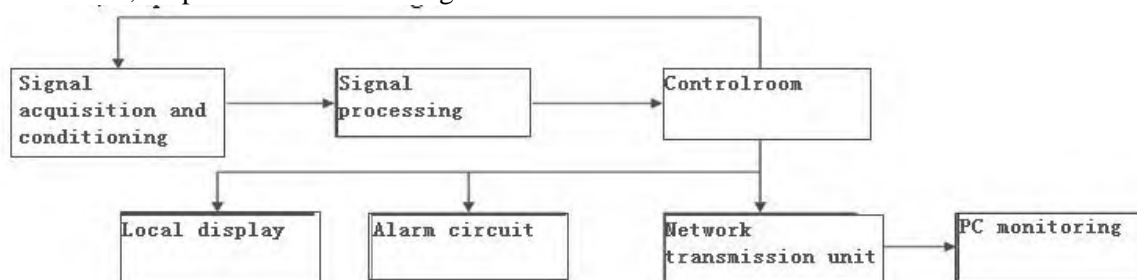 Signal
acquisition and
conditioning
Signal
processing
Controlroom
Local display
Alarm circuit
Network
transmission unit
PC monitoring